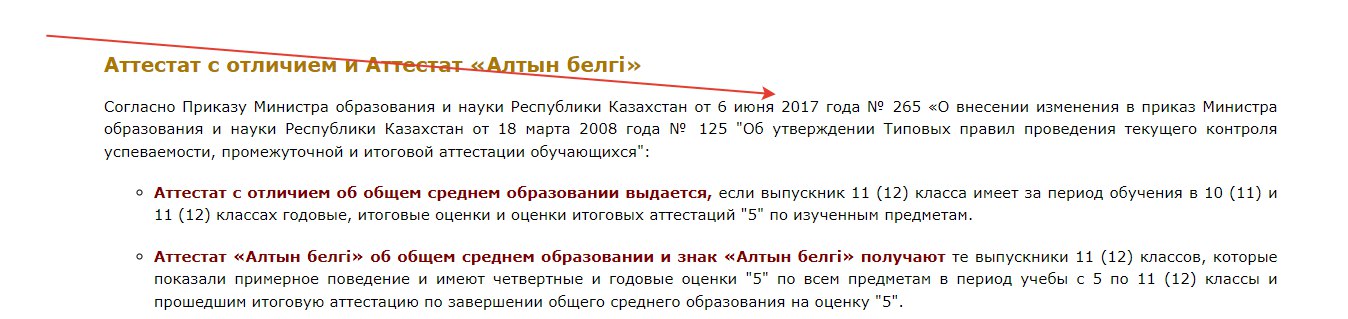 Аттестат с отличием и Аттестат «Алтын белгі»
Согласно Приказу Министра образования и науки Республики Казахстан от 6 июня 2017 года № 265 «О внесении изменения в приказ Министра
образования и науки Республики Казахстан от 18 марта 2008 года № 125 "Об утверждении Типовых правил проведения текущего контроля
успеваемости, промежуточной и итоговой аттестации обучающихся":
Аттестат с отличием об общем среднем образовании выдается, если выпускник 11 (12) класса имеет за период обучения в 10 (11) и
11 (12) классах годовые, итоговые оценки и оценки итоговых аттестаций "5" по изученным предметам.
Аттестат «Алтын белгі» об общем среднем образовании и знак «Алтын белгі» получают те выпускники 11 (12) классов, которые
показали примерное поведение и имеют четвертные и годовые оценки "5" по всем предметам в период учебы с 5 по 11 (12) классы и
прошедшим итоговую аттестацию по завершении общего среднего образования на оценку "5".